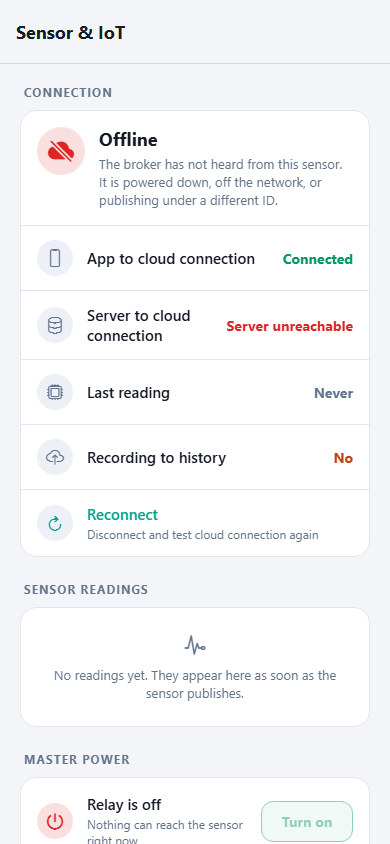 Sensor & IoT
CONNECTION
Offline
The broker has not heard from this sensor.
It is powered down, off the network, or
publishing under a different ID.
App to cloud connection
Connected
Server to cloud
connection
Server unreachable
Last reading
Never
Recording to history
No
Reconnect
Disconnect and test cloud connection again
SENSOR READINGS
No readings yet. They appear here as soon as the
sensor publishes.
MASTER POWER
Relay is off
Nothing can reach the sensor
right now
Turn on